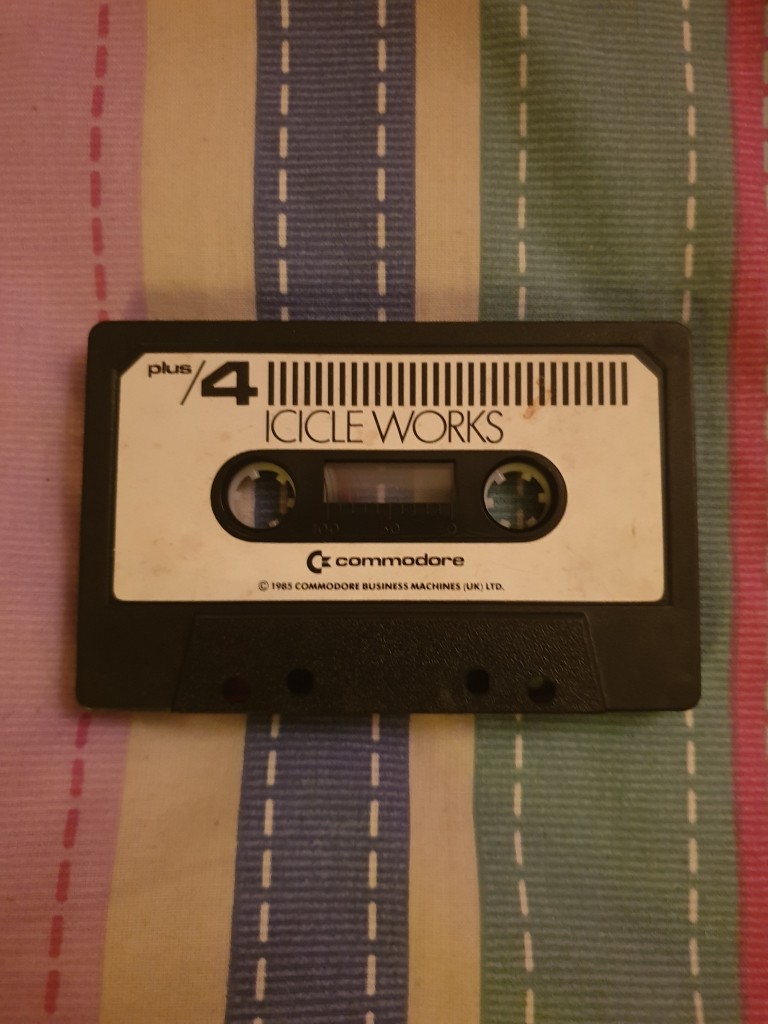 plus/4
ICICLE WORKS
100 50 0
commodore
© 1985 COMMODORE BUSINESS MACHINES (UK) LTD.